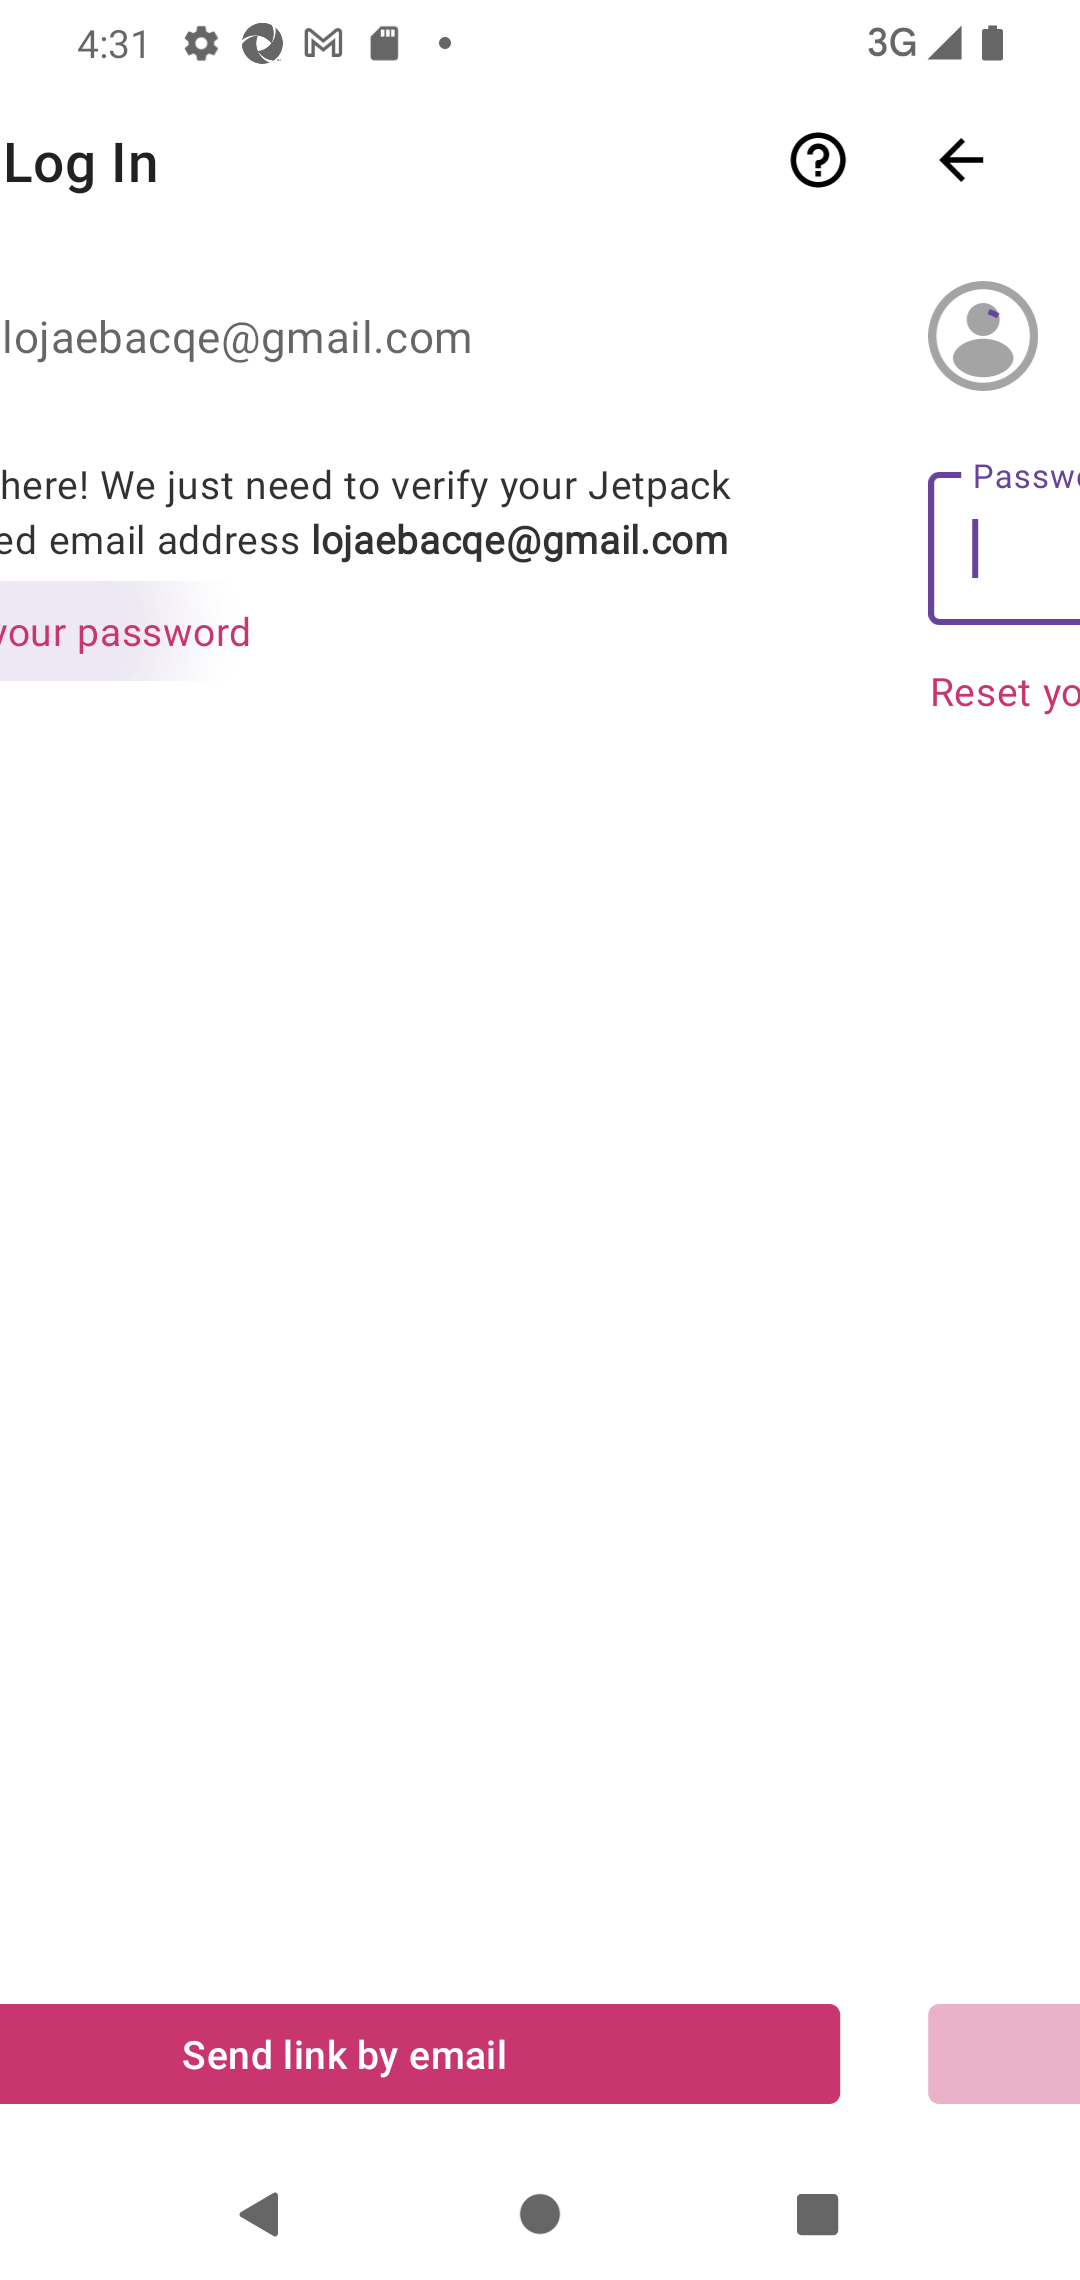 4:31
3G
Log In
lojaebacqe@gmail.com
here! We just need to verify your Jetpack
ed email address lojaebacqe@gmail.com
your password
Passwo
Reset yo
Send link by email